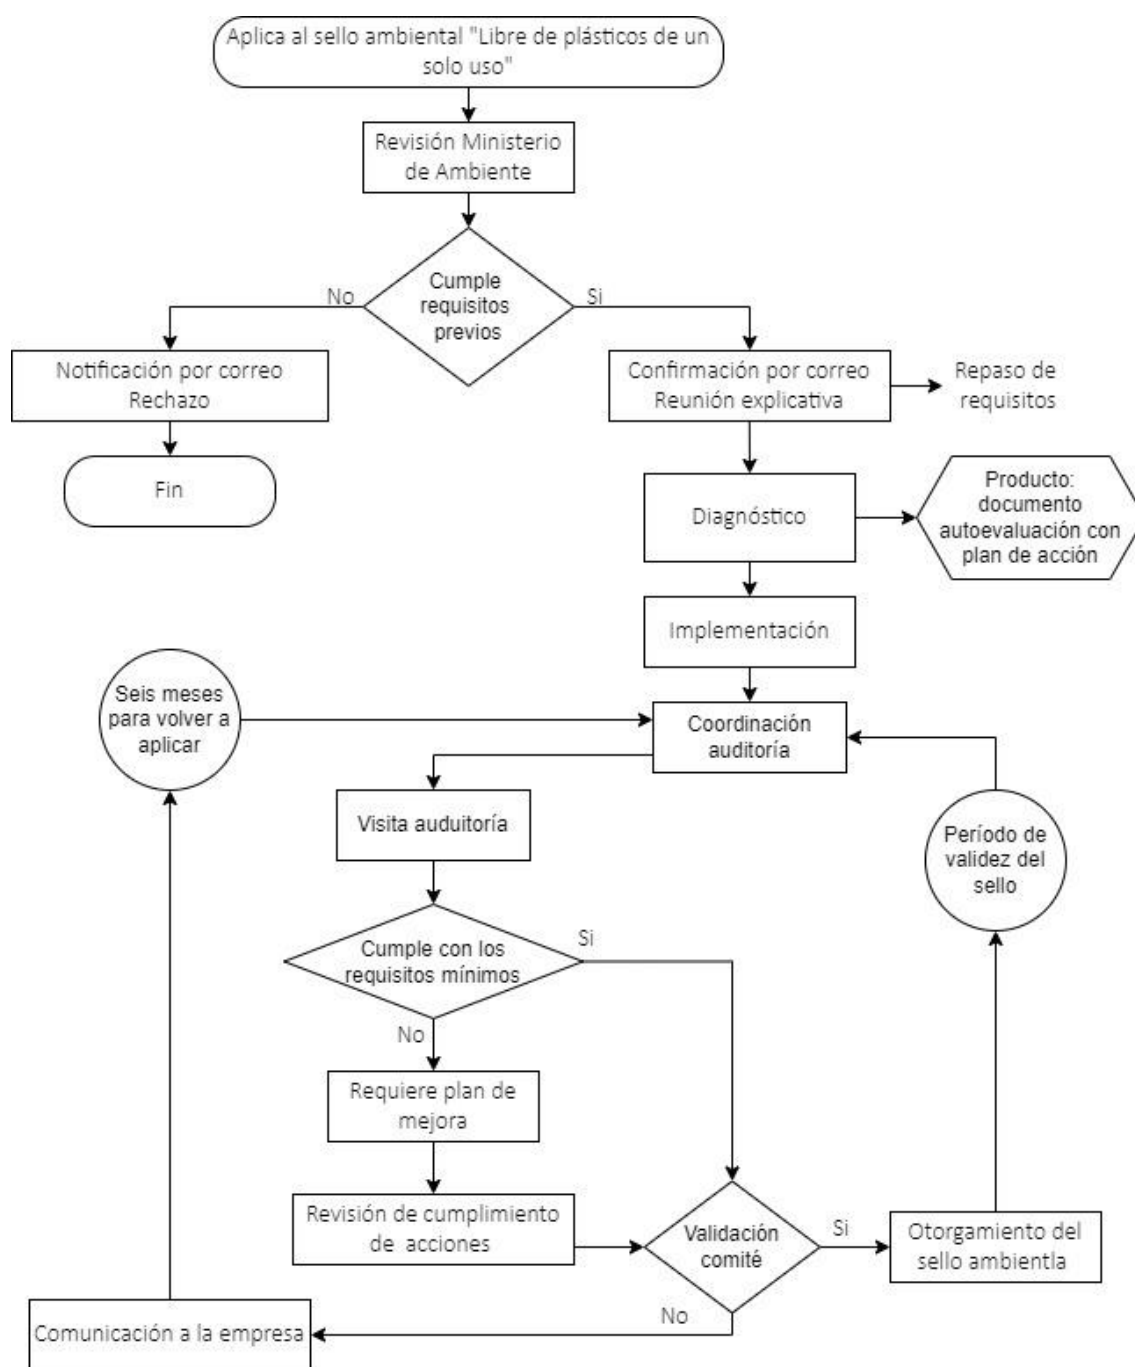 Aplica al sello ambiental "Libre de plásticos de un
solo uso"
Revisión Ministerio
de Ambiente
Cumple
requisitos
previos
No
Si
Notificación por correo
Rechazo
Confirmación por correo
Reunión explicativa
Repaso de
requisitos
Fin
Diagnóstico
Producto:
documento
autoevaluación con
plan de acción
Implementación
Seis meses
para volver a
aplicar
Coordinación
auditoría
Visita auduitoría
Período de
validez del
sello
Cumple con los
requisitos mínimos
Si
No
Requiere plan de
mejora
Revisión de cumplimiento
de acciones
Validación
comité
Si
Otorgamiento del
sello ambientla
No
Comunicación a la empresa